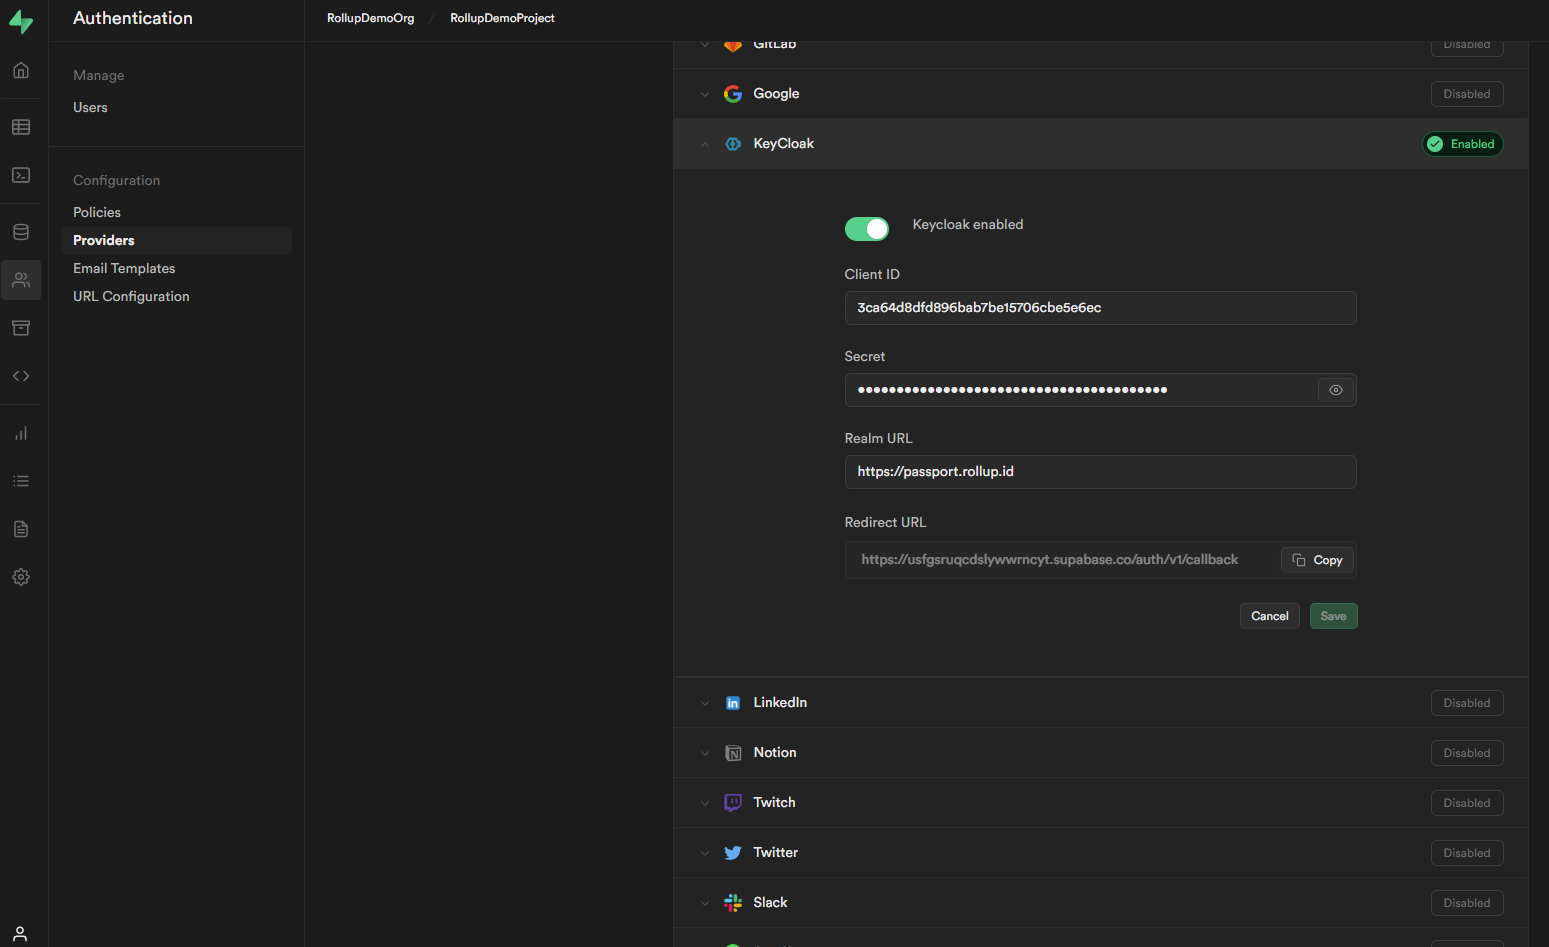 Authentication
RollupDemoOrg / RollupDemoProject
Manage
Users
Configuration
Policies
Providers
Email Templates
URL Configuration
GitLab
Disabled
Google
Disabled
KeyCloak
Enabled
Keycloak enabled
Client ID
3ca64d8dfd896bab7be15706cbe5e6ec
Secret
••••••••••••••••••••••••••••••••••••••••
Realm URL
https://passport.rollup.id
Redirect URL
https://usfgsruqcdslywwrncyt.supabase.co/auth/v1/callback
Copy
Cancel
Save
LinkedIn
Disabled
Notion
Disabled
Twitch
Disabled
Twitter
Disabled
Slack
Disabled